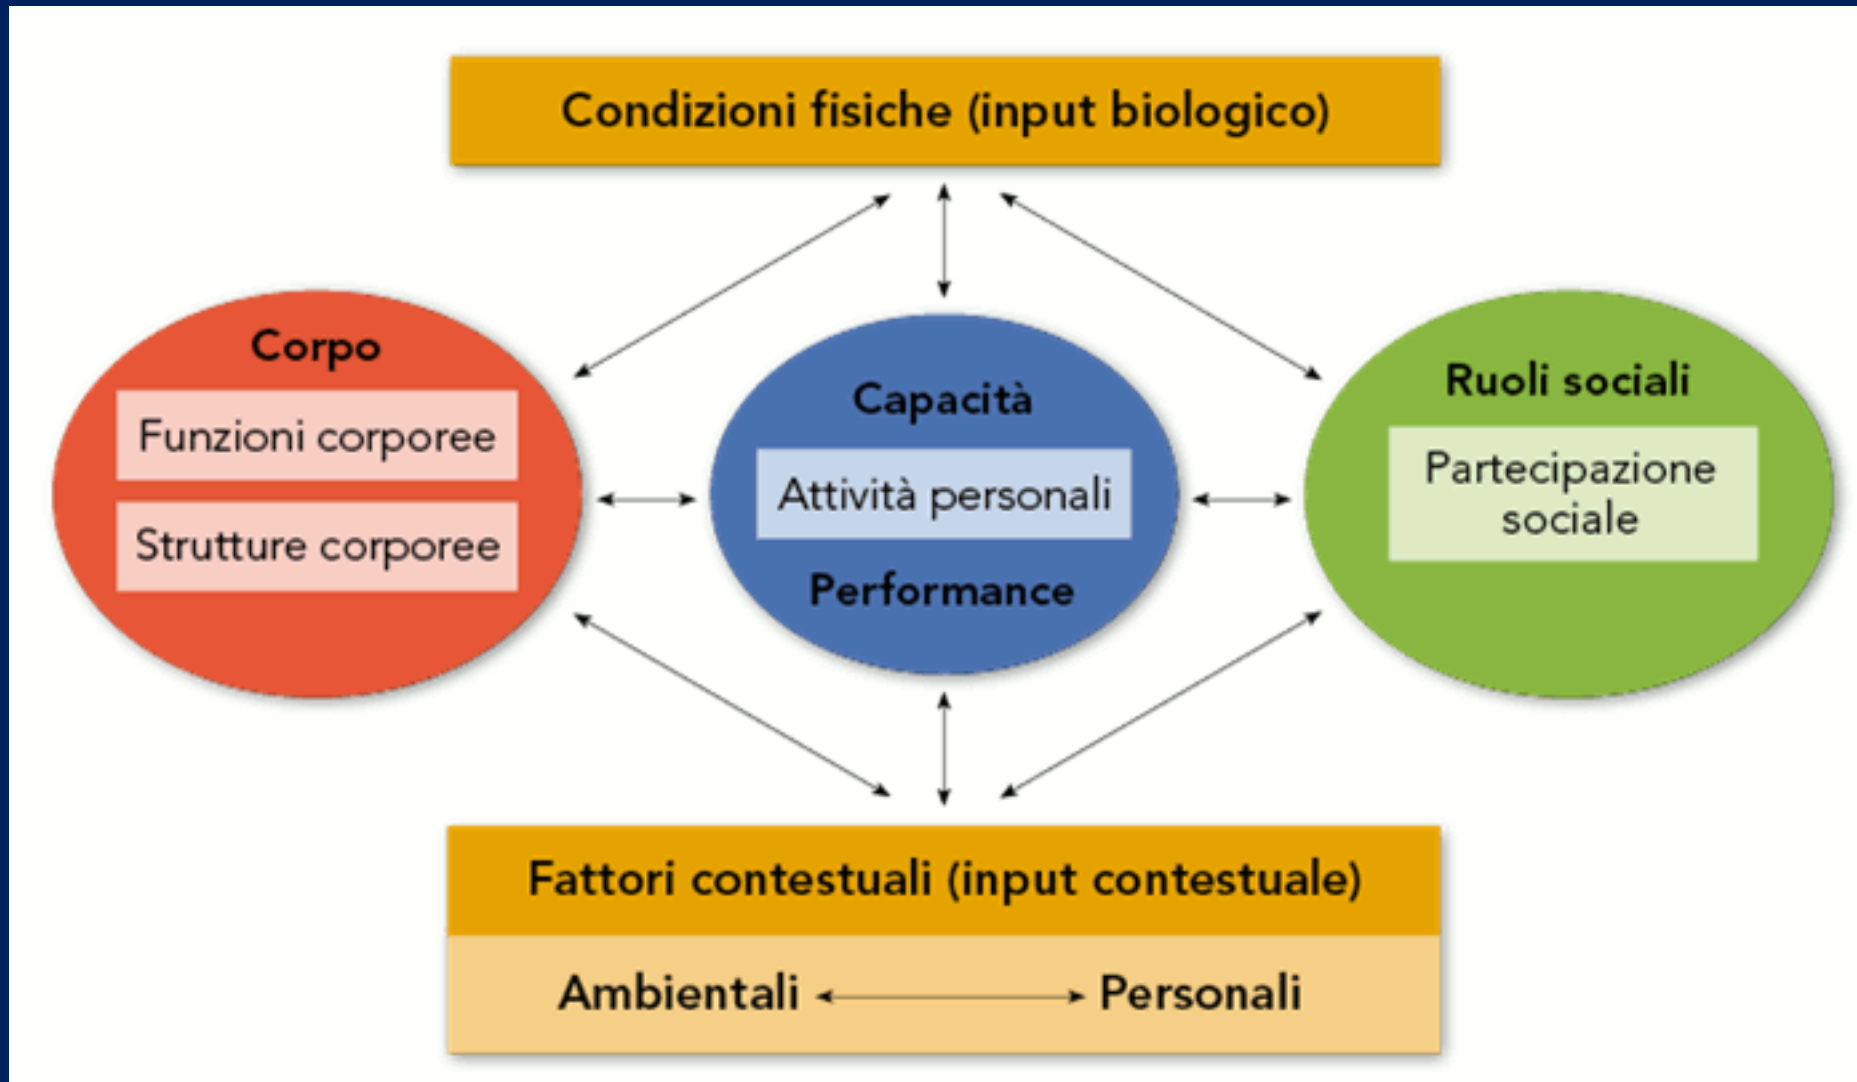 Condizioni fisiche (input biologico)
Corpo
Funzioni corporee
Strutture corporee
Capacità
Attività personali
Performance
Ruoli sociali
Partecipazione
sociale
Fattori contestuali (input contestuale)
Ambientali Personali